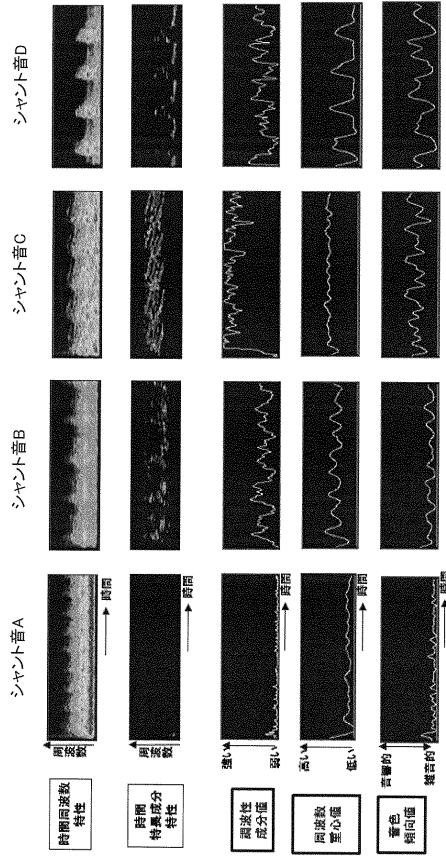 シャント音A
シャント音B
シャント音C
シャント音D
時間周波数
特性
周波数
時間
時間
特長成分
特性
周波数
時間
調波性
成分値
強い
弱い
時間
周波数
重心値
高い
低い
時間
音色
傾向値
音響的
雑音的
時間